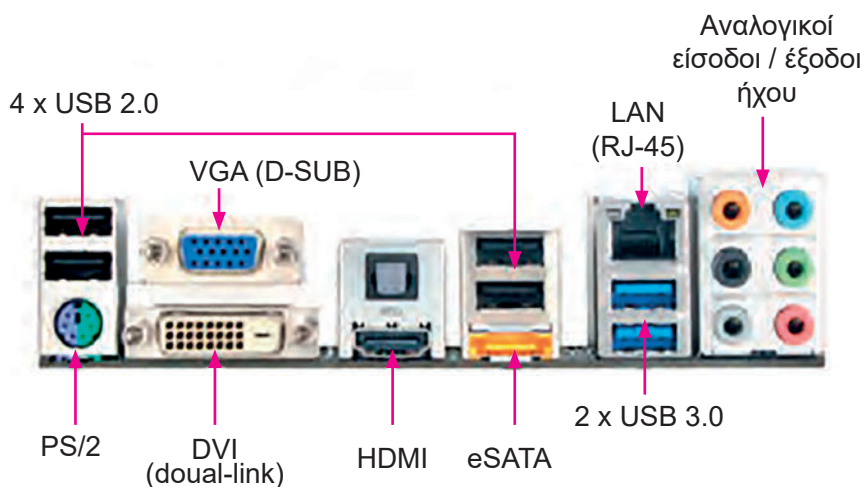 Αναλογικοί
είσοδοι / έξοδοι
ήχου
4 x USB 2.0
LAN
(RJ-45)
VGA (D-SUB)
2 x USB 3.0
PS/2
DVI
(doual-link)
HDMI
eSATA